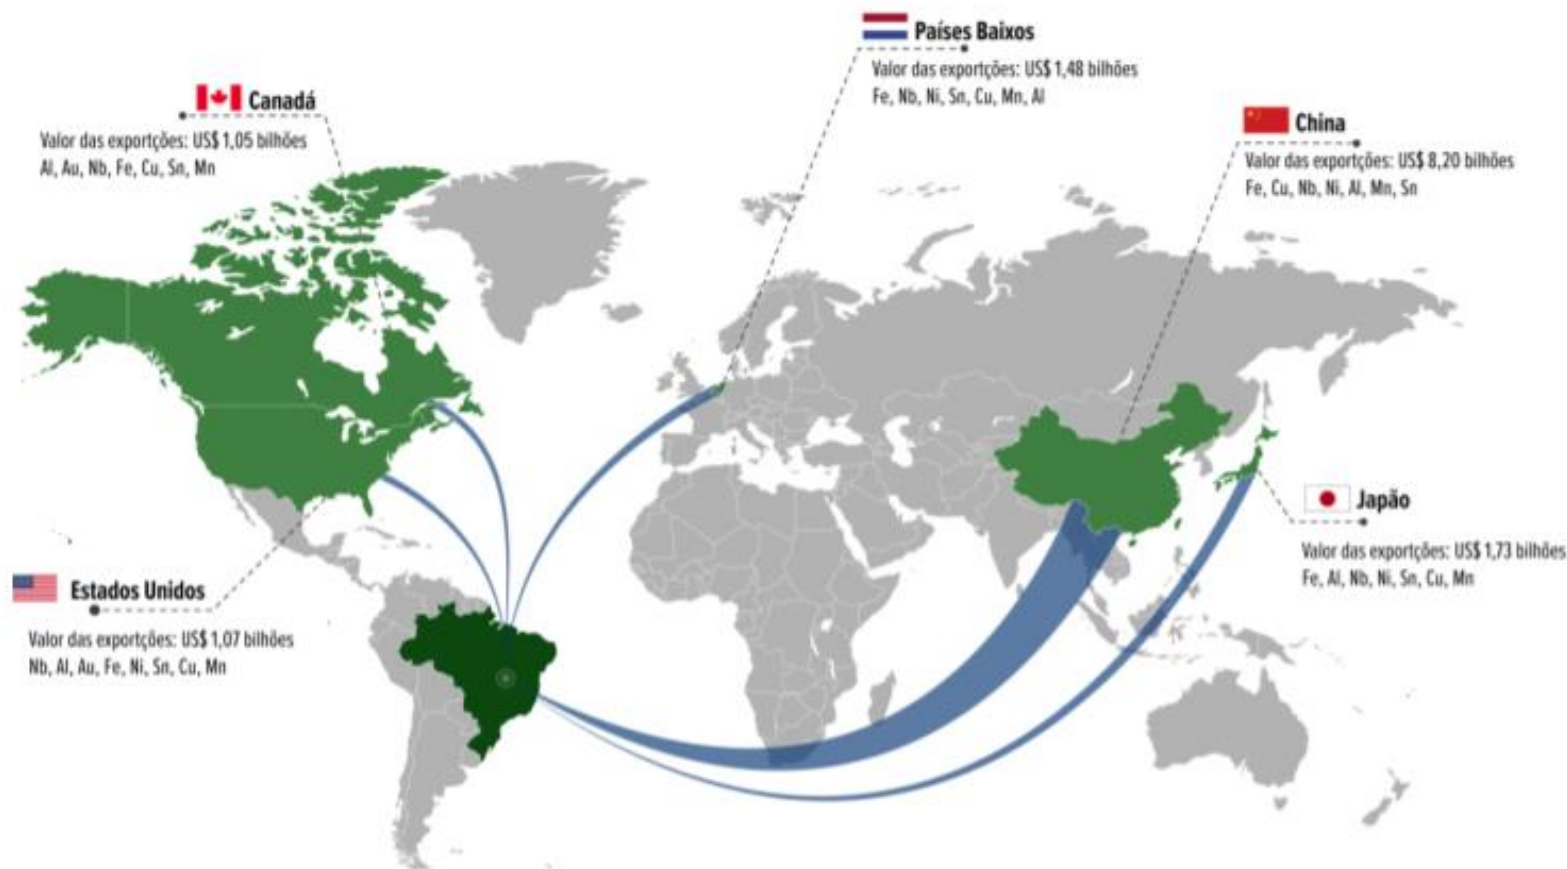 Países Baixos
Valor das exportções: US$ 1,48 bilhões
Fe, Nb, Ni, Sn, Cu, Mn, Al
Canadá
Valor das exportções: US$ 1,05 bilhões
Al, Au, Nb, Fe, Cu, Sn, Mn
China
Valor das exportções: US$ 8,20 bilhões
Fe, Cu, Nb, Ni, Al, Mn, Sn
Japão
Valor das exportções: US$ 1,73 bilhões
Fe, Al, Nb, Ni, Sn, Cu, Mn
Estados Unidos
Valor das exportções: US$ 1,07 bilhões
Nb, Al, Au, Fe, Ni, Sn, Cu, Mn